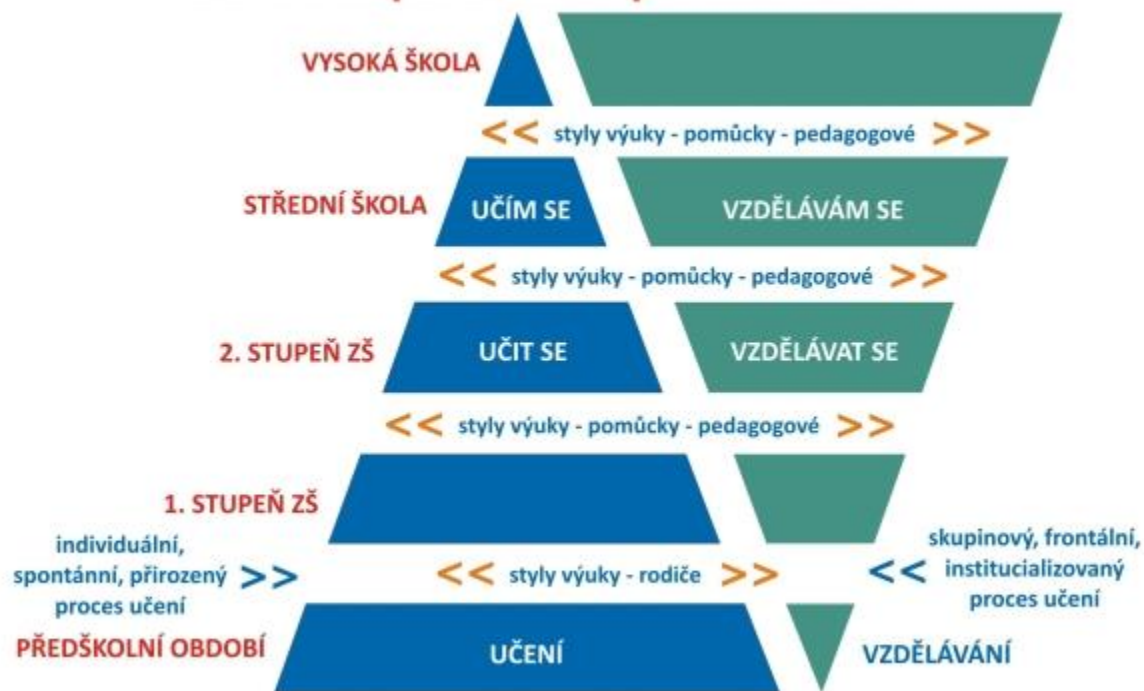 VYSOKÁ ŠKOLA
<< styly výuky - pomůcky - pedagogové >>
STŘEDNÍ ŠKOLA
UČÍM SE
VZDĚLÁVÁM SE
<< styly výuky - pomůcky - pedagogové >>
2. STUPEŇ ZŠ
UČIT SE
VZDĚLÁVAT SE
<< styly výuky - pomůcky - pedagogové >>
1. STUPEŇ ZŠ
individuální,
spontánní, přirozený >>
proces učení
<< styly výuky - rodiče >>
skupinový, frontální,
<< institucializovaný
proces učení
PŘEDŠKOLNÍ OBDOBÍ
UČENÍ
VZDĚLÁVÁNÍ